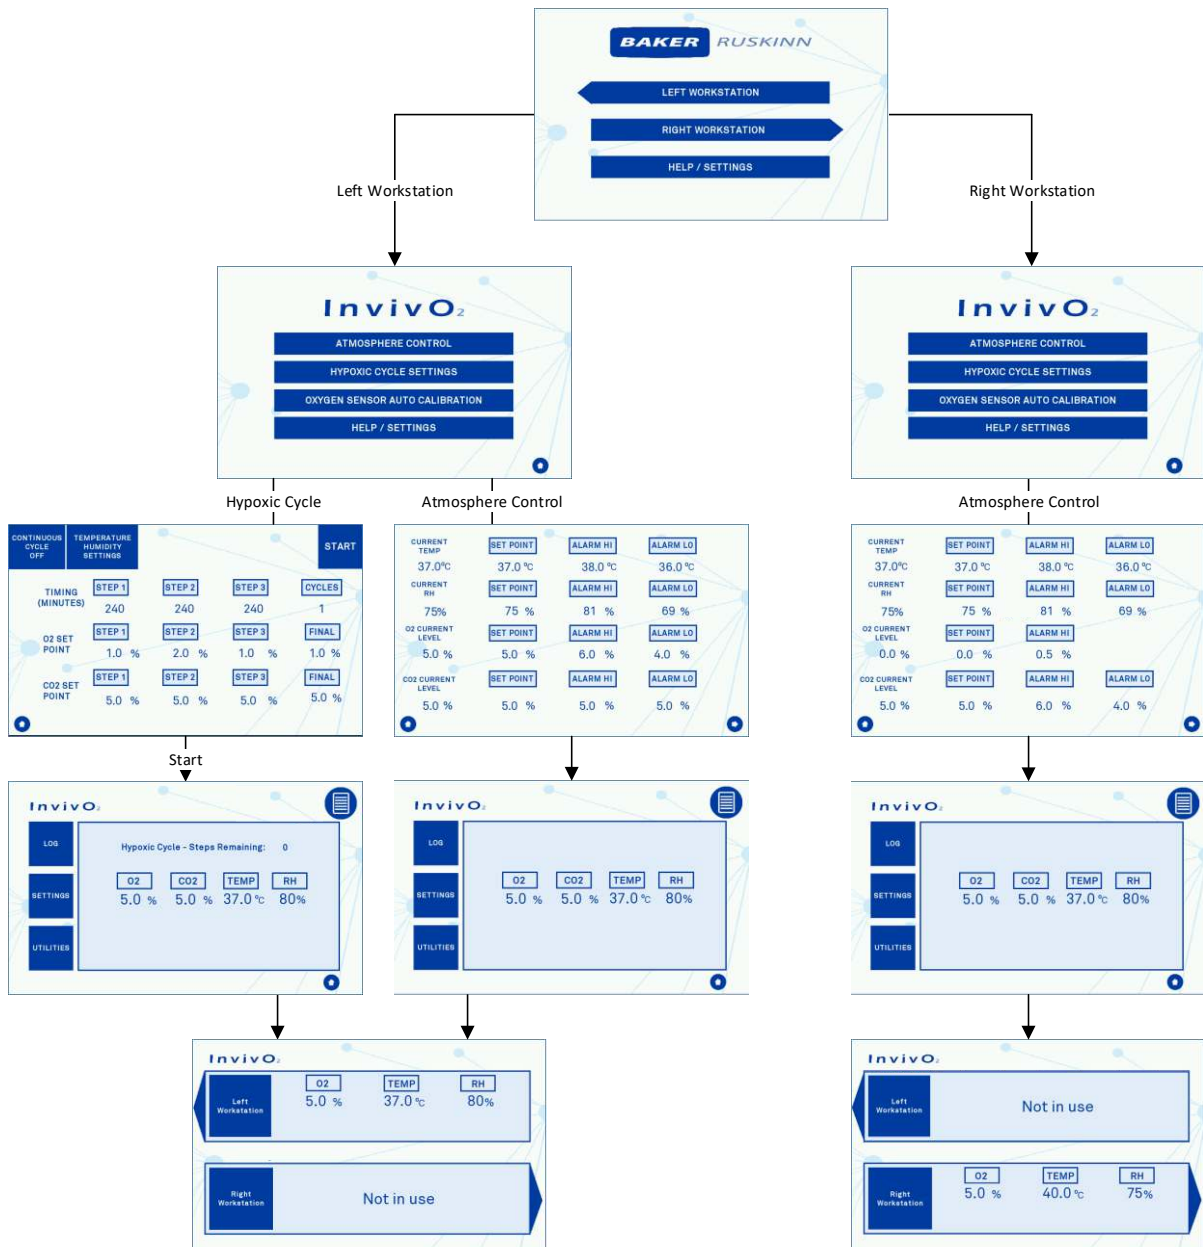 BAKER RUSKINN
LEFT WORKSTATION
RIGHT WORKSTATION
HELP / SETTINGS
Left Workstation
Right Workstation
InvivO2
ATMOSPHERE CONTROL
HYPOXIC CYCLE SETTINGS
OXYGEN SENSOR AUTO CALIBRATION
HELP / SETTINGS
InvivO2
ATMOSPHERE CONTROL
HYPOXIC CYCLE SETTINGS
OXYGEN SENSOR AUTO CALIBRATION
HELP / SETTINGS
Hypoxic Cycle
Atmosphere Control
Atmosphere Control
CONTINUOUS
CYCLE
OFF
TEMPERATURE
HUMIDITY
SETTINGS
START
TIMING
(MINUTES)
STEP 1 STEP 2 STEP 3 CYCLES
240 240 240 1
O2 SET
POINT
STEP 1 STEP 2 STEP 3 FINAL
1.0 % 2.0 % 1.0 % 1.0 %
CO2 SET
POINT
STEP 1 STEP 2 STEP 3 FINAL
5.0 % 5.0 % 5.0 % 5.0 %
CURRENT
TEMP
SET POINT ALARM HI ALARM LO
37.0°C 37.0 °C 38.0 °C 36.0 °C
CURRENT
RH
SET POINT ALARM HI ALARM LO
75% 75 % 81 % 69 %
O2 CURRENT
LEVEL
SET POINT ALARM HI ALARM LO
5.0 % 5.0 % 6.0 % 4.0 %
CO2 CURRENT
LEVEL
SET POINT ALARM HI ALARM LO
5.0 % 5.0 % 5.0 % 5.0 %
CURRENT
TEMP
SET POINT ALARM HI ALARM LO
37.0°C 37.0 °C 38.0 °C 36.0 °C
CURRENT
RH
SET POINT ALARM HI ALARM LO
75% 75 % 81 % 69 %
O2 CURRENT
LEVEL
SET POINT ALARM HI
0.0 % 0.0 % 0.5 %
CO2 CURRENT
LEVEL
SET POINT ALARM HI ALARM LO
5.0 % 5.0 % 6.0 % 4.0 %
Start
InvivO2
LOG
SETTINGS
UTILITIES
Hypoxic Cycle - Steps Remaining: 0
O2 CO2 TEMP RH
5.0 % 5.0 % 37.0 °C 80%
InvivO2
LOG
SETTINGS
UTILITIES
O2 CO2 TEMP RH
5.0 % 5.0 % 37.0 °C 80%
InvivO2
LOG
SETTINGS
UTILITIES
O2 CO2 TEMP RH
5.0 % 5.0 % 37.0 °C 80%
InvivO2
Left
Workstation
O2 TEMP RH
5.0 % 37.0 °C 80%
Right
Workstation
Not in use
InvivO2
Left
Workstation
Not in use
Right
Workstation
O2 TEMP RH
5.0 % 40.0 °C 75%